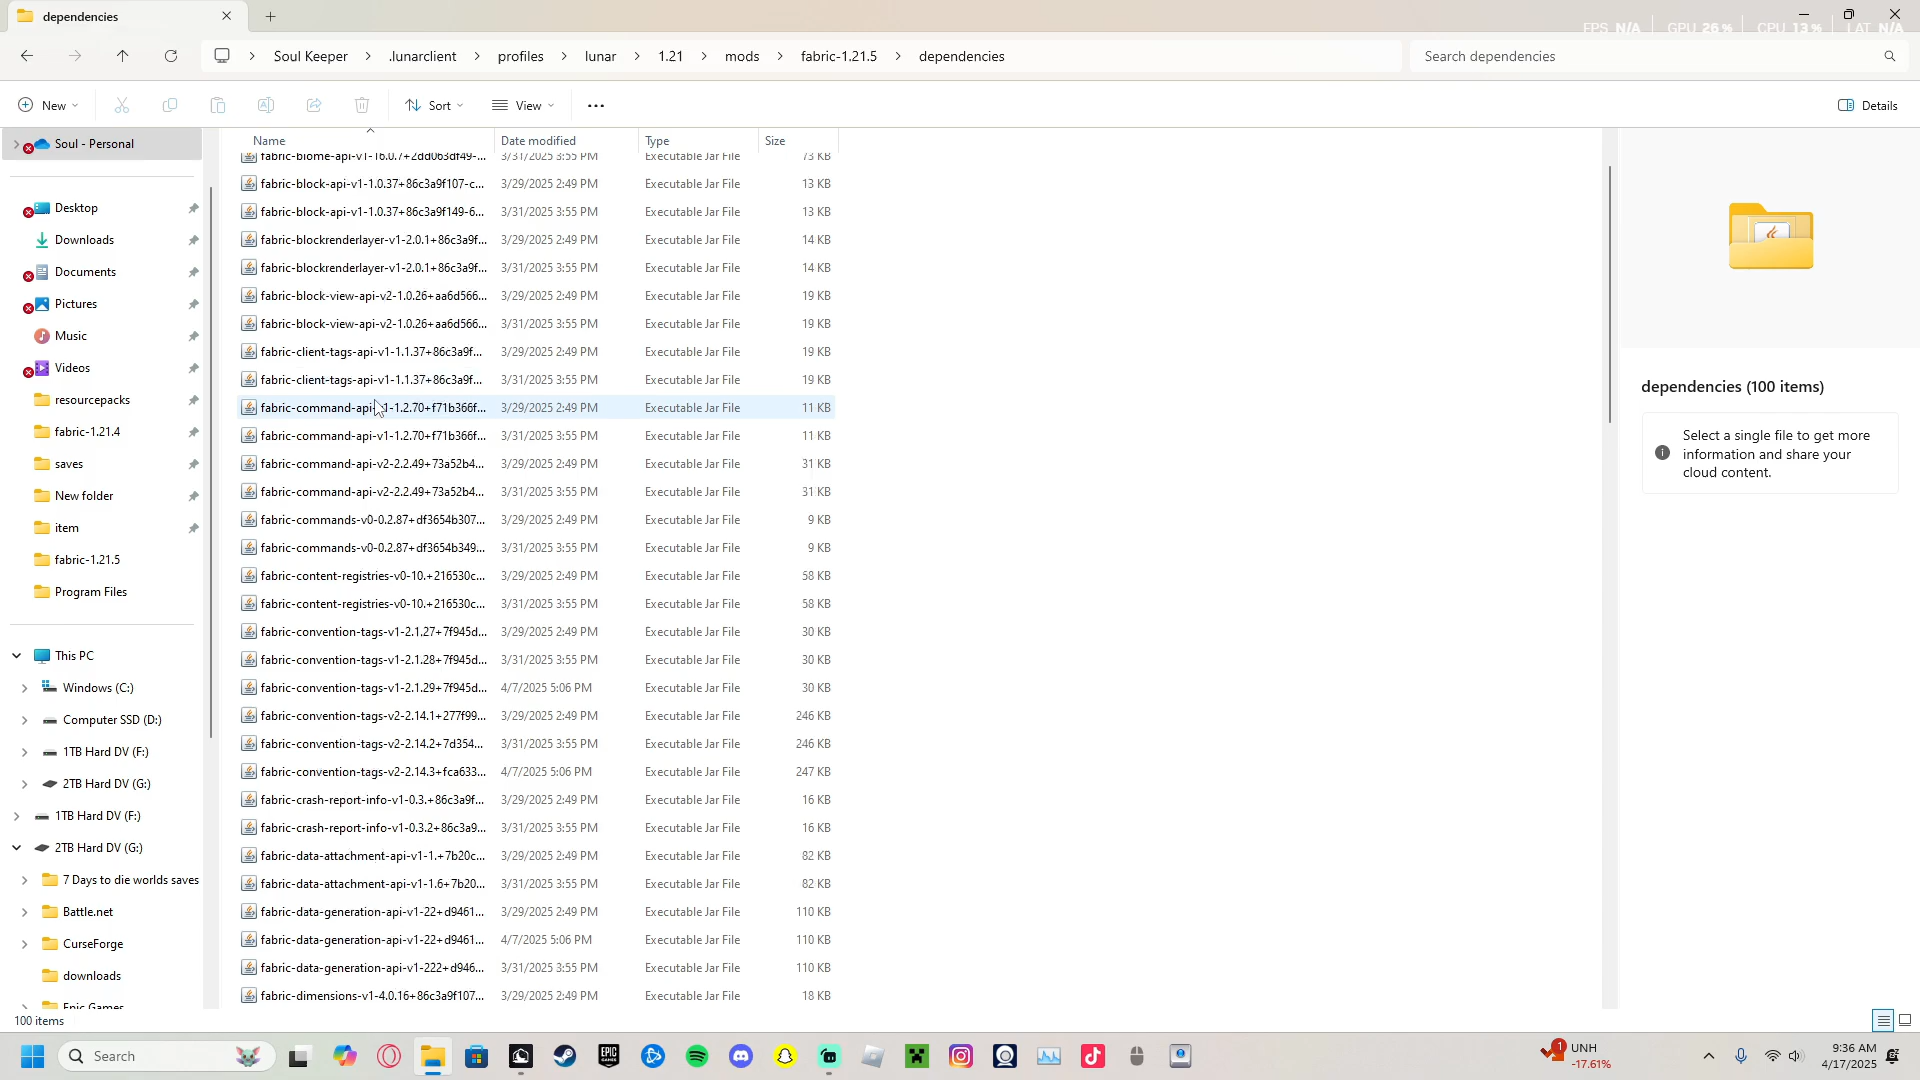 dependencies
FPS N/A GPU 26% CPU 13% LAT N/A
Soul Keeper > .lunarclient > profiles > lunar > 1.21 > mods > fabric-1.21.5 > dependencies
Search dependencies
New
Sort
View
Details
Name Date modified Type Size
Soul - Personal
Desktop
Downloads
Documents
Pictures
Music
Videos
resourcepacks
fabric-1.21.4
saves
New folder
item
fabric-1.21.5
Program Files
This PC
Windows (C:)
Computer SSD (D:)
1TB Hard DV (F:)
2TB Hard DV (G:)
1TB Hard DV (F:)
2TB Hard DV (G:)
7 Days to die worlds saves
Battle.net
CurseForge
downloads
Epic Games
fabric-biome-api-v1-16.0.7+2dd063df49-... 3/31/2025 3:55 PM Executable Jar File 73 KB
fabric-block-api-v1-1.0.37+86c3a9f107-c... 3/29/2025 2:49 PM Executable Jar File 13 KB
fabric-block-api-v1-1.0.37+86c3a9f149-6... 3/31/2025 3:55 PM Executable Jar File 13 KB
fabric-blockrenderlayer-v1-2.0.1+86c3a9f... 3/29/2025 2:49 PM Executable Jar File 14 KB
fabric-blockrenderlayer-v1-2.0.1+86c3a9f... 3/31/2025 3:55 PM Executable Jar File 14 KB
fabric-block-view-api-v2-1.0.26+aa6d566... 3/29/2025 2:49 PM Executable Jar File 19 KB
fabric-block-view-api-v2-1.0.26+aa6d566... 3/31/2025 3:55 PM Executable Jar File 19 KB
fabric-client-tags-api-v1-1.1.37+86c3a9f... 3/29/2025 2:49 PM Executable Jar File 19 KB
fabric-client-tags-api-v1-1.1.37+86c3a9f... 3/31/2025 3:55 PM Executable Jar File 19 KB
fabric-command-api-v1-1.2.70+f71b366f... 3/29/2025 2:49 PM Executable Jar File 11 KB
fabric-command-api-v1-1.2.70+f71b366f... 3/31/2025 3:55 PM Executable Jar File 11 KB
fabric-command-api-v2-2.2.49+73a52b4... 3/29/2025 2:49 PM Executable Jar File 31 KB
fabric-command-api-v2-2.2.49+73a52b4... 3/31/2025 3:55 PM Executable Jar File 31 KB
fabric-commands-v0-0.2.87+df3654b307... 3/29/2025 2:49 PM Executable Jar File 9 KB
fabric-commands-v0-0.2.87+df3654b349... 3/31/2025 3:55 PM Executable Jar File 9 KB
fabric-content-registries-v0-10.+216530c... 3/29/2025 2:49 PM Executable Jar File 58 KB
fabric-content-registries-v0-10.+216530c... 3/31/2025 3:55 PM Executable Jar File 58 KB
fabric-convention-tags-v1-2.1.27+7f945d... 3/29/2025 2:49 PM Executable Jar File 30 KB
fabric-convention-tags-v1-2.1.28+7f945d... 3/31/2025 3:55 PM Executable Jar File 30 KB
fabric-convention-tags-v1-2.1.29+7f945d... 4/7/2025 5:06 PM Executable Jar File 30 KB
fabric-convention-tags-v2-2.14.1+277f99... 3/29/2025 2:49 PM Executable Jar File 246 KB
fabric-convention-tags-v2-2.14.2+7d354... 3/31/2025 3:55 PM Executable Jar File 246 KB
fabric-convention-tags-v2-2.14.3+fca633... 4/7/2025 5:06 PM Executable Jar File 247 KB
fabric-crash-report-info-v1-0.3.+86c3a9f... 3/29/2025 2:49 PM Executable Jar File 16 KB
fabric-crash-report-info-v1-0.3.2+86c3a9... 3/31/2025 3:55 PM Executable Jar File 16 KB
fabric-data-attachment-api-v1-1.+7b20c... 3/29/2025 2:49 PM Executable Jar File 82 KB
fabric-data-attachment-api-v1-1.6+7b20... 3/31/2025 3:55 PM Executable Jar File 82 KB
fabric-data-generation-api-v1-22+d9461... 3/29/2025 2:49 PM Executable Jar File 110 KB
fabric-data-generation-api-v1-22+d9461... 4/7/2025 5:06 PM Executable Jar File 110 KB
fabric-data-generation-api-v1-222+d946... 3/31/2025 3:55 PM Executable Jar File 110 KB
fabric-dimensions-v1-4.0.16+86c3a9f107... 3/29/2025 2:49 PM Executable Jar File 18 KB
dependencies (100 items)
Select a single file to get more
information and share your
cloud content.
100 items
Search
EPIC GAMES
1
UNH
-17.61%
9:36 AM
4/17/2025